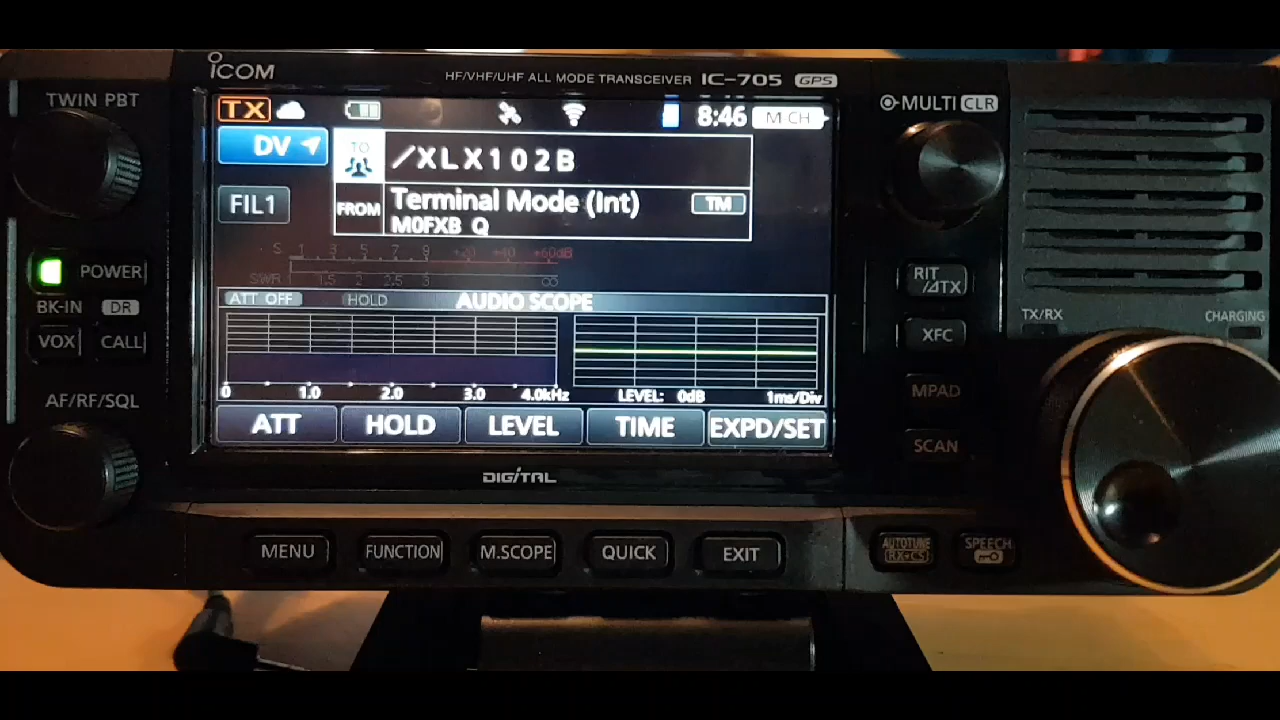 ICOM
HF/VHF/UHF ALL MODE TRANSCEIVER IC-705 GPS
TWIN PBT
MULTI CLR
TX
8:46 M-CH
DV
TO
/XLX102B
FIL1
FROM
Terminal Mode (Int) TM
M0FXB Q
S 1 3 5 7 9 +20 +40 +60dB
SWR 1 1.5 2 2.5 3 ∞
POWER
BK-IN DR
VOX CALL
AF/RF/SQL
ATT OFF HOLD AUDIO SCOPE
0 1.0 2.0 3.0 4.0kHz
LEVEL: 0dB 1ms/Div
ATT HOLD LEVEL TIME EXPD/SET
DIGITAL
RIT
/⊿TX
XFC
MPAD
SCAN
TX/RX CHARGING
MENU FUNCTION M.SCOPE QUICK EXIT
AUTOTUNE
RX→CS
SPEECH